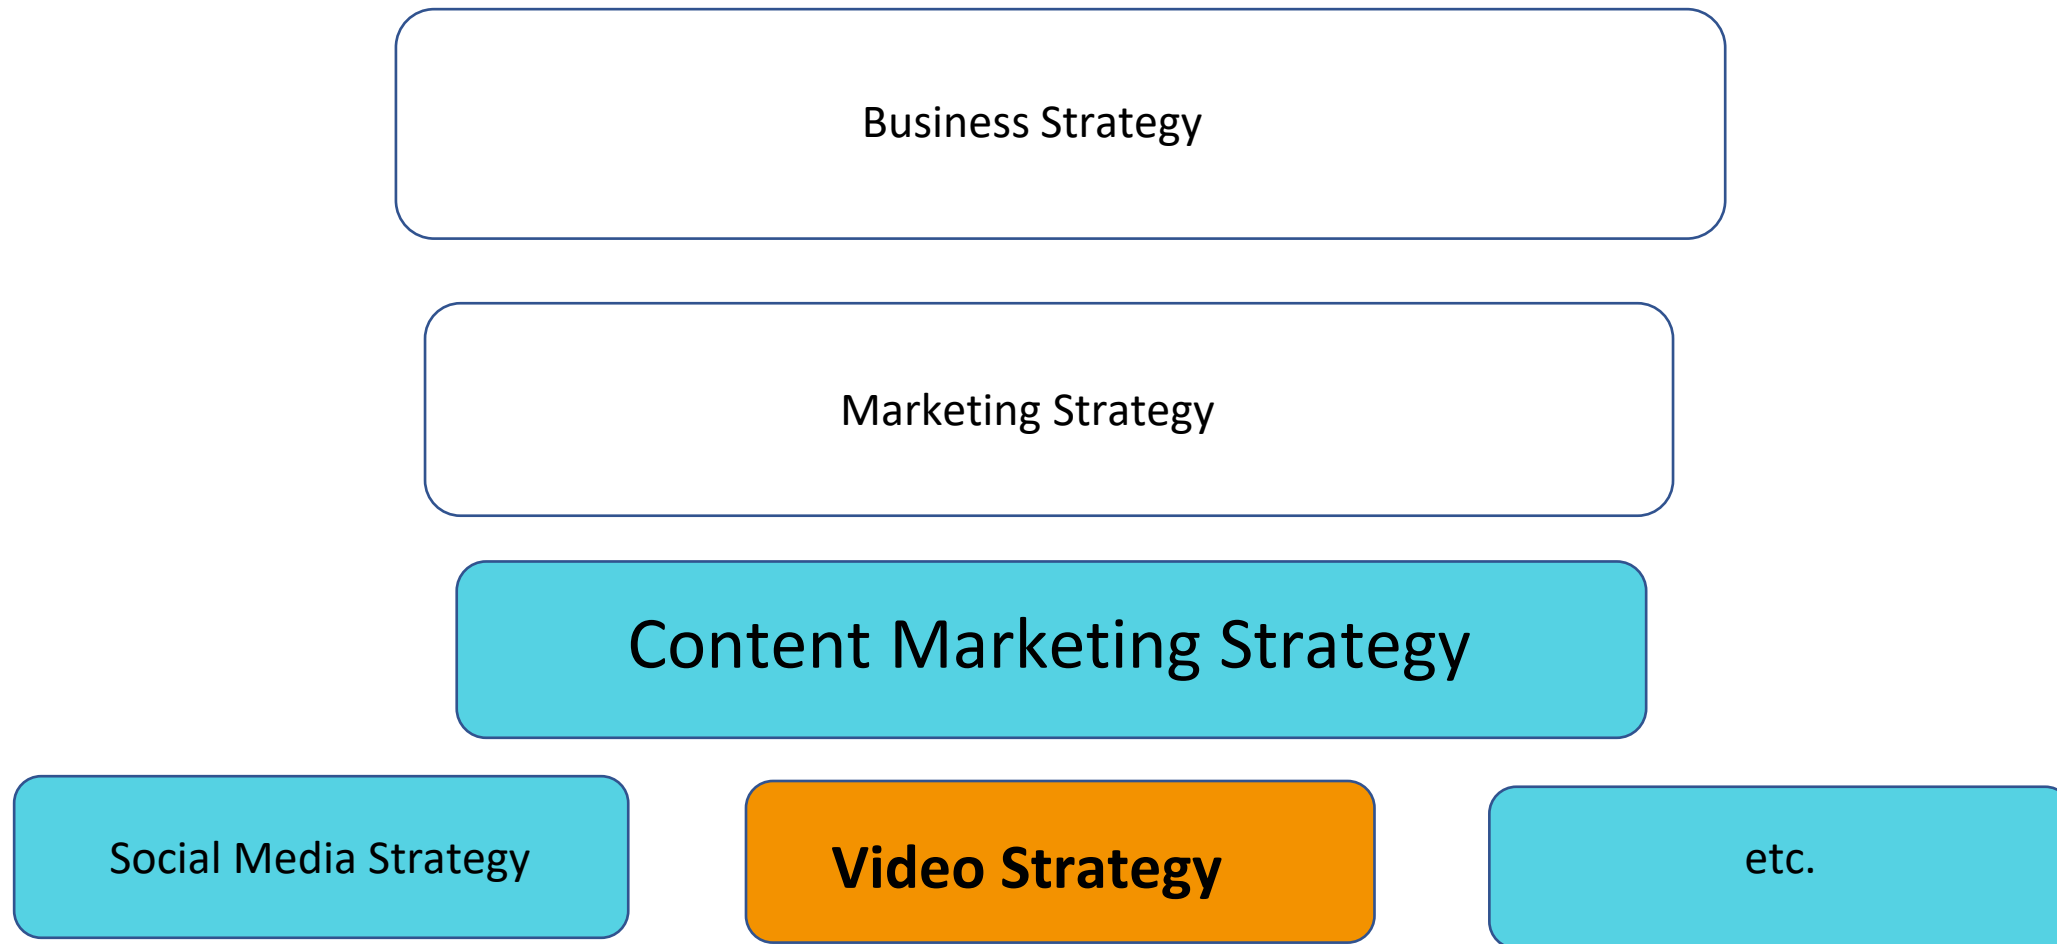 Business Strategy
Marketing Strategy
Content Marketing Strategy
Social Media Strategy
Video Strategy
etc.